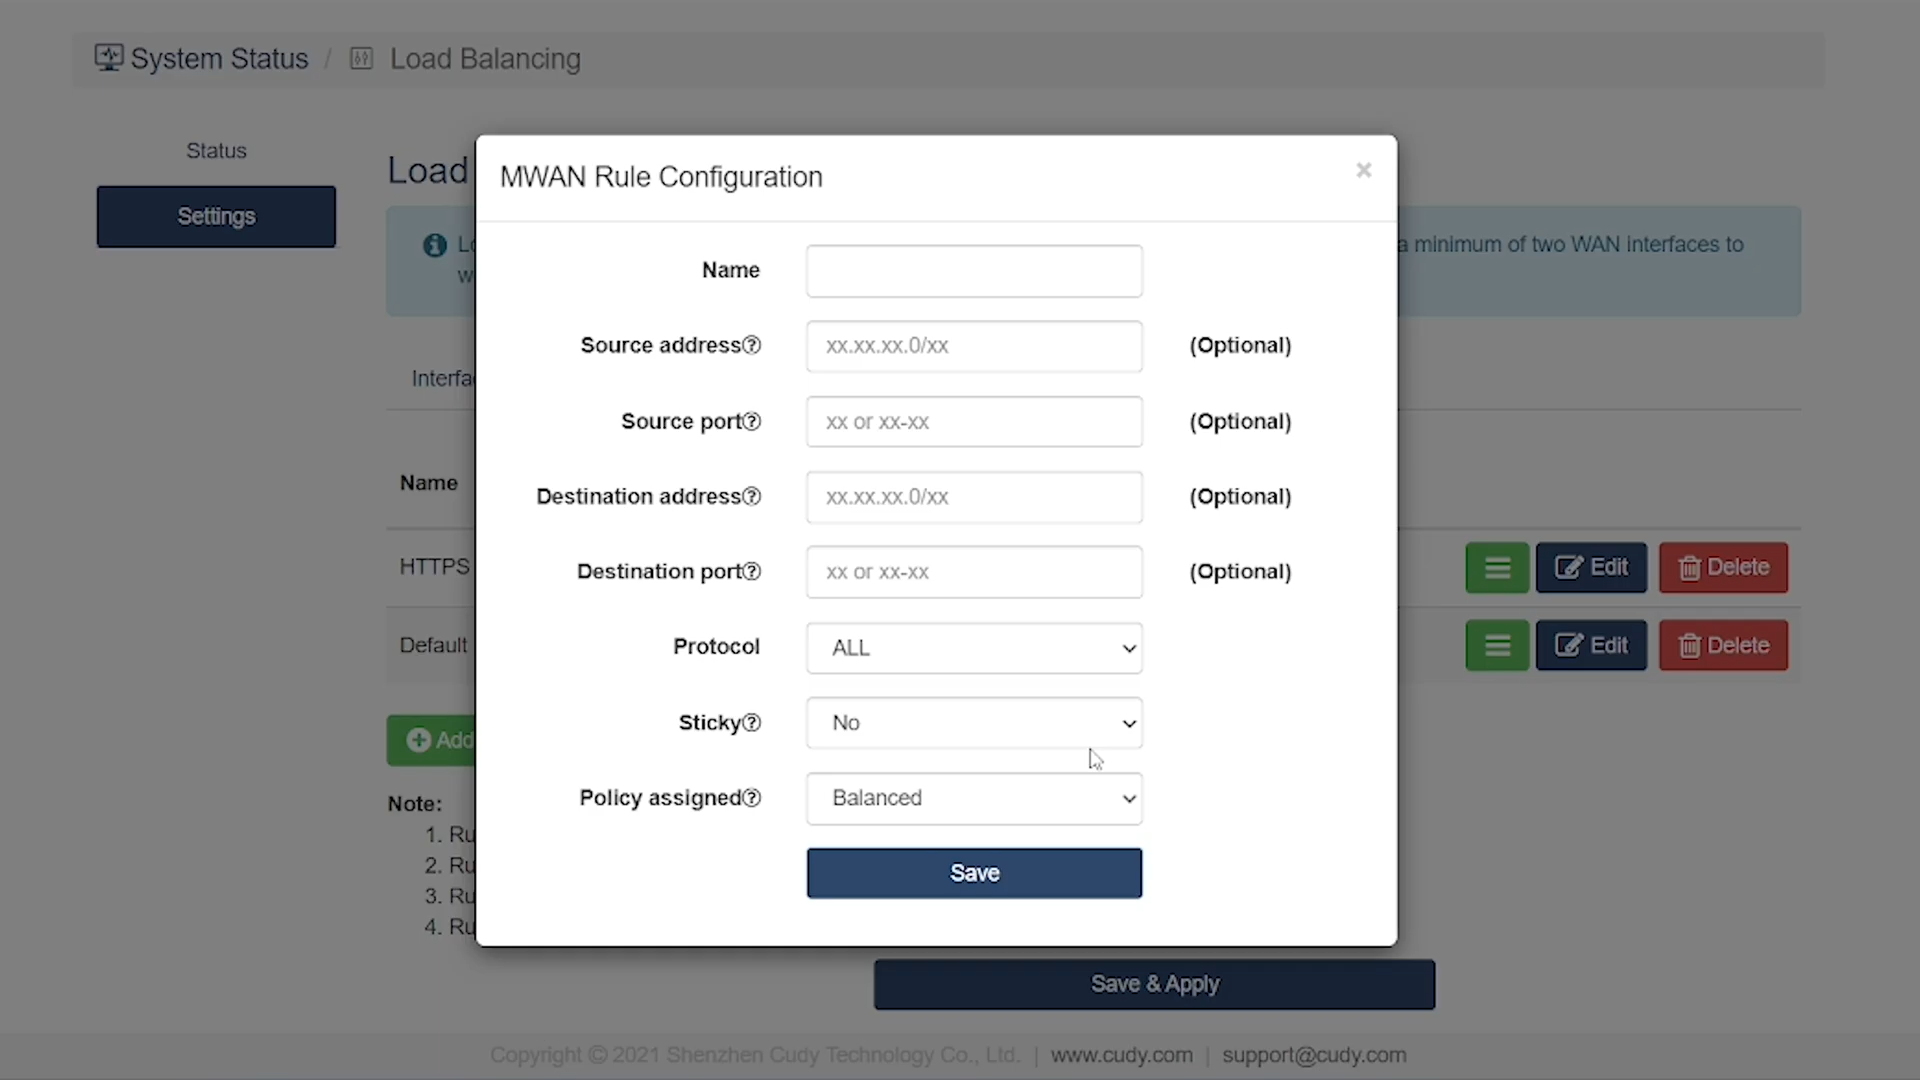 System Status / Load Balancing
Status
Settings
Load
a minimum of two WAN interfaces to
Name
HTTPS
Edit
Delete
Default
Edit
Delete
Add
Note:
1. Ru
2. Ru
3. Ru
4. Ru
MWAN Rule Configuration
×
Name
Source address
xx.xx.xx.0/xx
(Optional)
Source port
xx or xx-xx
(Optional)
Destination address
xx.xx.xx.0/xx
(Optional)
Destination port
xx or xx-xx
(Optional)
Protocol
ALL
Sticky
No
Policy assigned
Balanced
Save
Save & Apply
Copyright © 2021 Shenzhen Cudy Technology Co., Ltd. | www.cudy.com | support@cudy.com